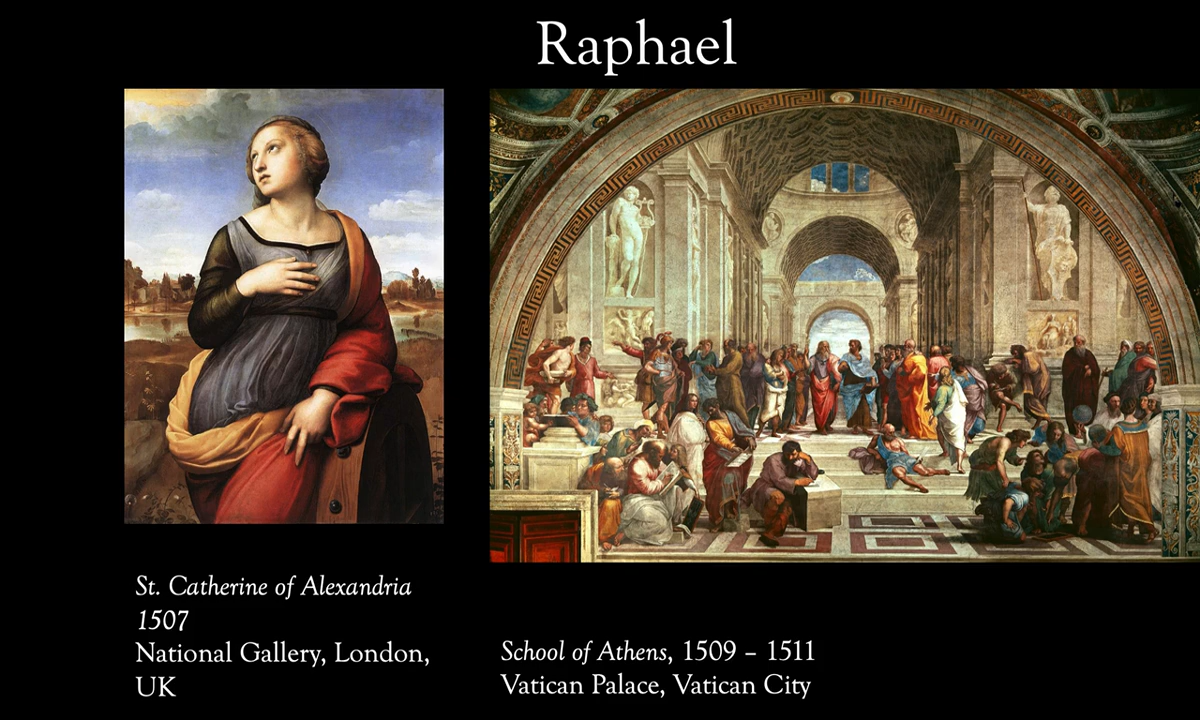 Raphael
St. Catherine of Alexandria
1507
National Gallery, London,
UK
School of Athens, 1509 – 1511
Vatican Palace, Vatican City